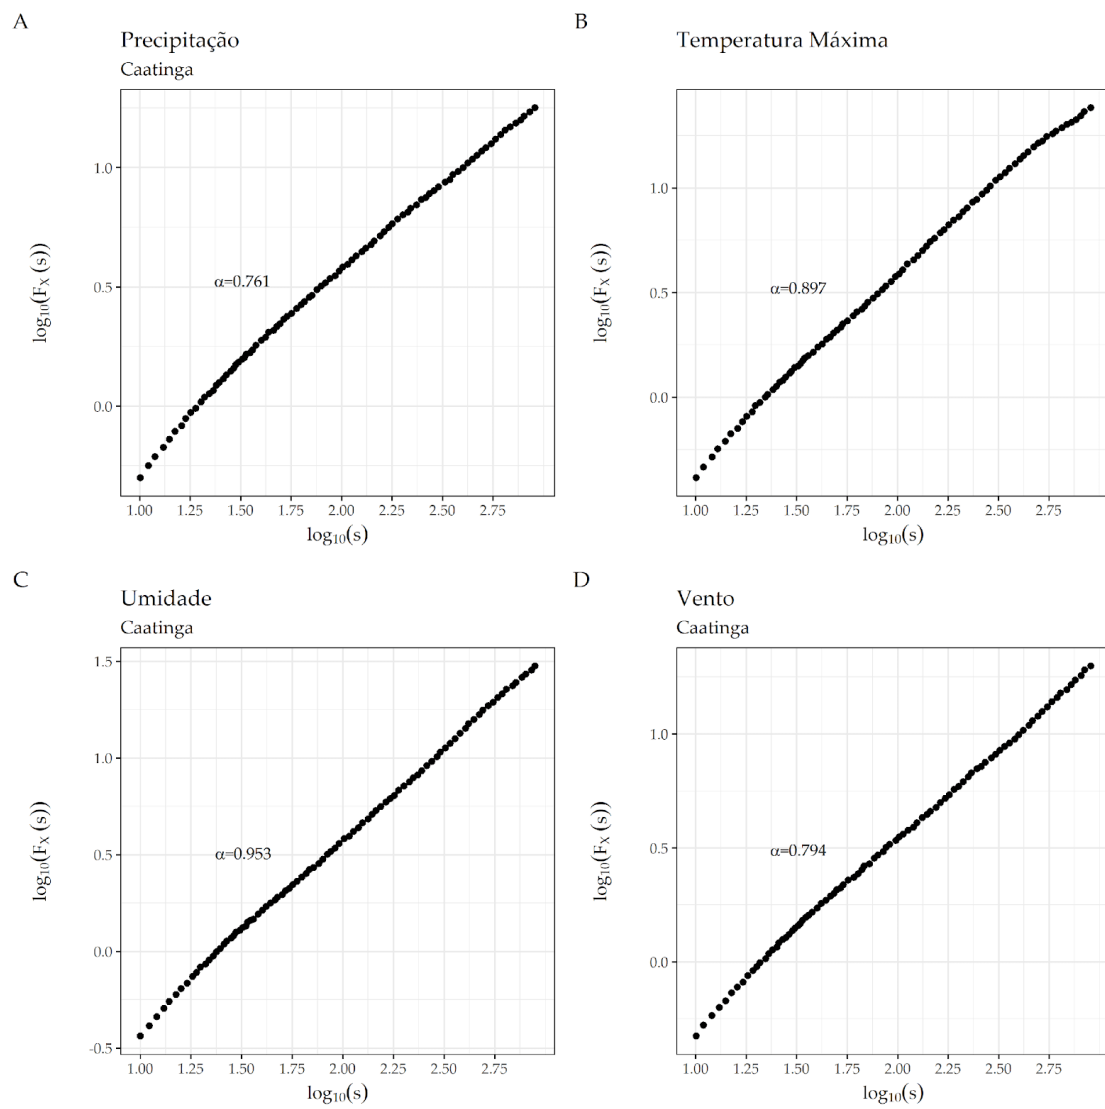 A
Precipitação
Caatinga
log₁₀(Fₓ(s))
1.0
0.5
0.0
α=0.761
1.00 1.25 1.50 1.75 2.00 2.25 2.50 2.75
log₁₀(s)
B
Temperatura Máxima
log₁₀(Fₓ(s))
1.0
0.5
0.0
α=0.897
1.00 1.25 1.50 1.75 2.00 2.25 2.50 2.75
log₁₀(s)
C
Umidade
Caatinga
log₁₀(Fₓ(s))
1.5
1.0
0.5
0.0
-0.5
α=0.953
1.00 1.25 1.50 1.75 2.00 2.25 2.50 2.75
log₁₀(s)
D
Vento
Caatinga
log₁₀(Fₓ(s))
1.0
0.5
0.0
α=0.794
1.00 1.25 1.50 1.75 2.00 2.25 2.50 2.75
log₁₀(s)